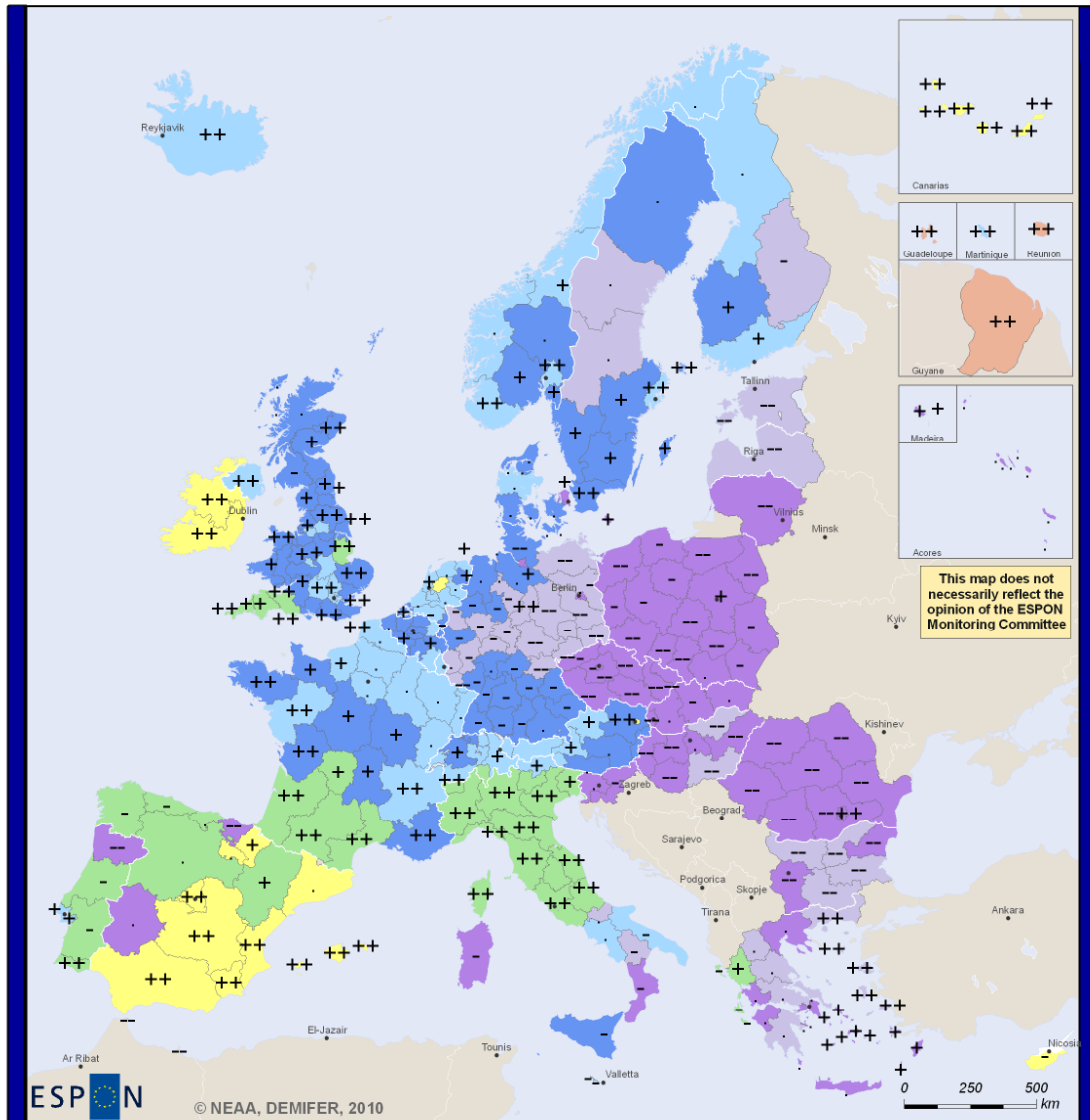 Reykjavik
Canarias
Guadeloupe
Martinique
Reunion
Guyane
Madeira
Acores
This map does not
necessarily reflect the
opinion of the ESPON
Monitoring Committee
Tallinn
Riga
Vilnius
Minsk
Dublin
Berlin
Kyiv
Kishinev
Zagreb
Beograd
Sarajevo
Podgorica
Skopje
Tirana
Ankara
El-Jazair
Tounis
Ar Ribat
Valletta
Nicosia
ESPON
© NEAA, DEMIFER, 2010
0 250 500
km